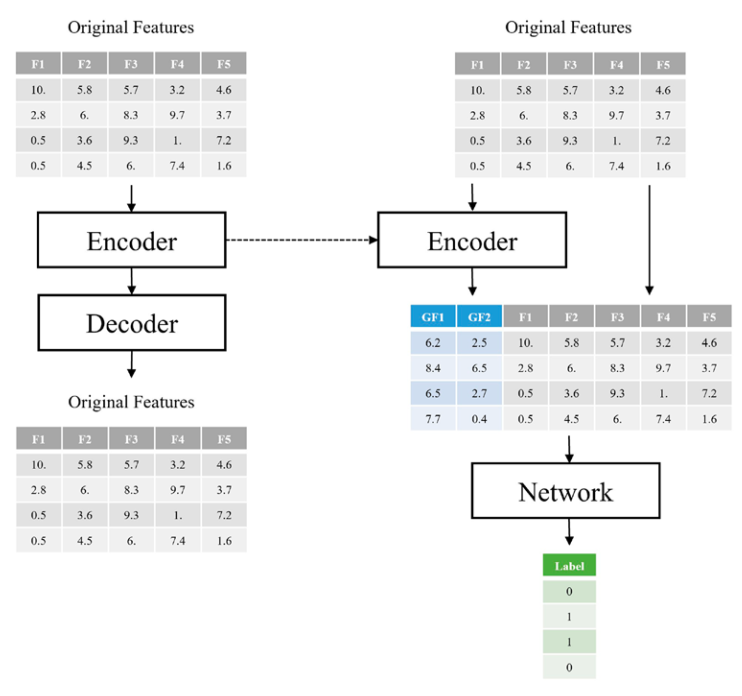 Original Features
F1 F2 F3 F4 F5
10. 5.8 5.7 3.2 4.6
2.8 6. 8.3 9.7 3.7
0.5 3.6 9.3 1. 7.2
0.5 4.5 6. 7.4 1.6
Encoder
Decoder
Original Features
F1 F2 F3 F4 F5
10. 5.8 5.7 3.2 4.6
2.8 6. 8.3 9.7 3.7
0.5 3.6 9.3 1. 7.2
0.5 4.5 6. 7.4 1.6
Original Features
F1 F2 F3 F4 F5
10. 5.8 5.7 3.2 4.6
2.8 6. 8.3 9.7 3.7
0.5 3.6 9.3 1. 7.2
0.5 4.5 6. 7.4 1.6
Encoder
GF1 GF2 F1 F2 F3 F4 F5
6.2 2.5 10. 5.8 5.7 3.2 4.6
8.4 6.5 2.8 6. 8.3 9.7 3.7
6.5 2.7 0.5 3.6 9.3 1. 7.2
7.7 0.4 0.5 4.5 6. 7.4 1.6
Network
Label
0
1
1
0